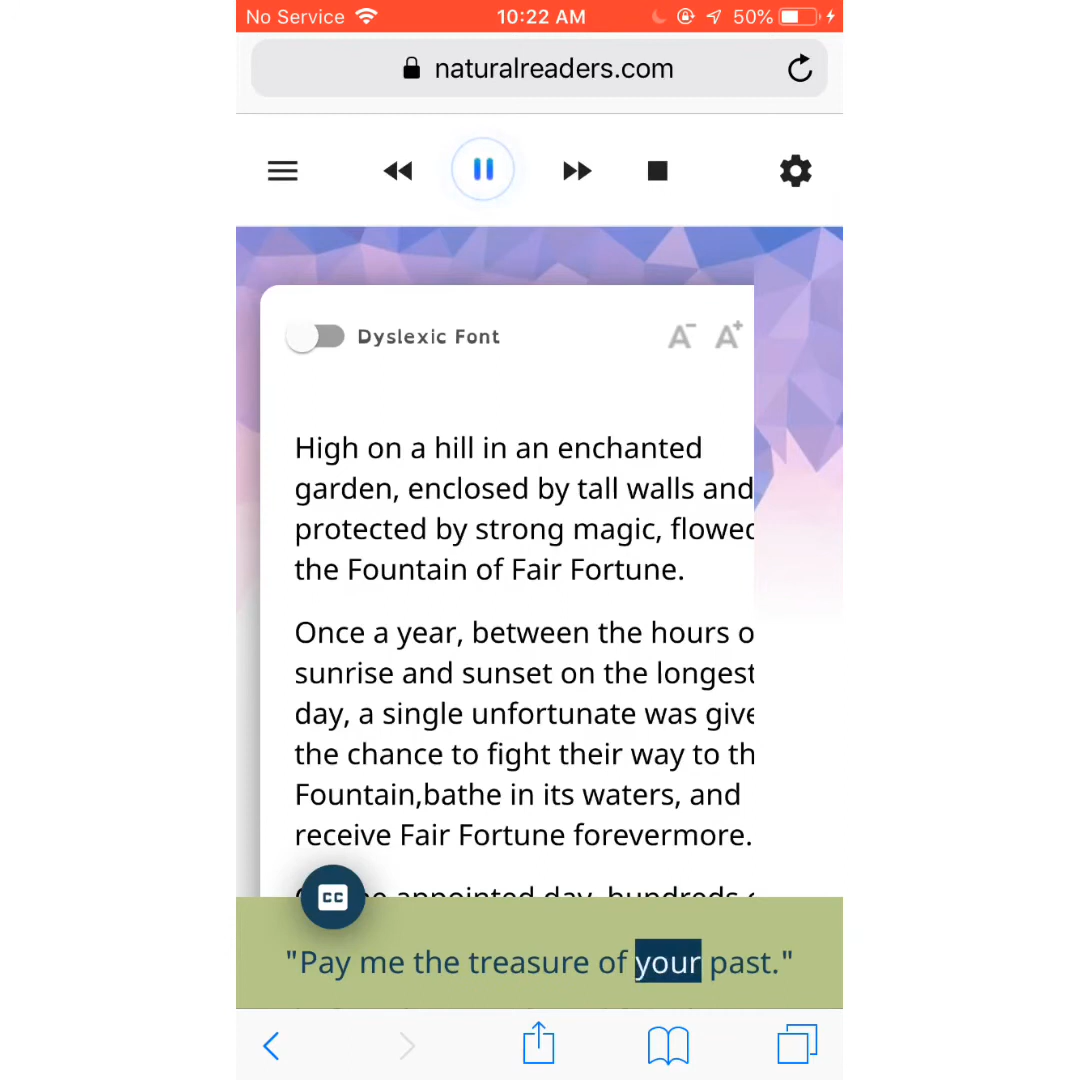 No Service 10:22 AM 50%
naturalreaders.com
Dyslexic Font A- A+
High on a hill in an enchanted
garden, enclosed by tall walls and
protected by strong magic, flowed
the Fountain of Fair Fortune.
Once a year, between the hours o
sunrise and sunset on the longest
day, a single unfortunate was give
the chance to fight their way to th
Fountain,bathe in its waters, and
receive Fair Fortune forevermore.
appointed day, hundreds
CC
"Pay me the treasure of your past."